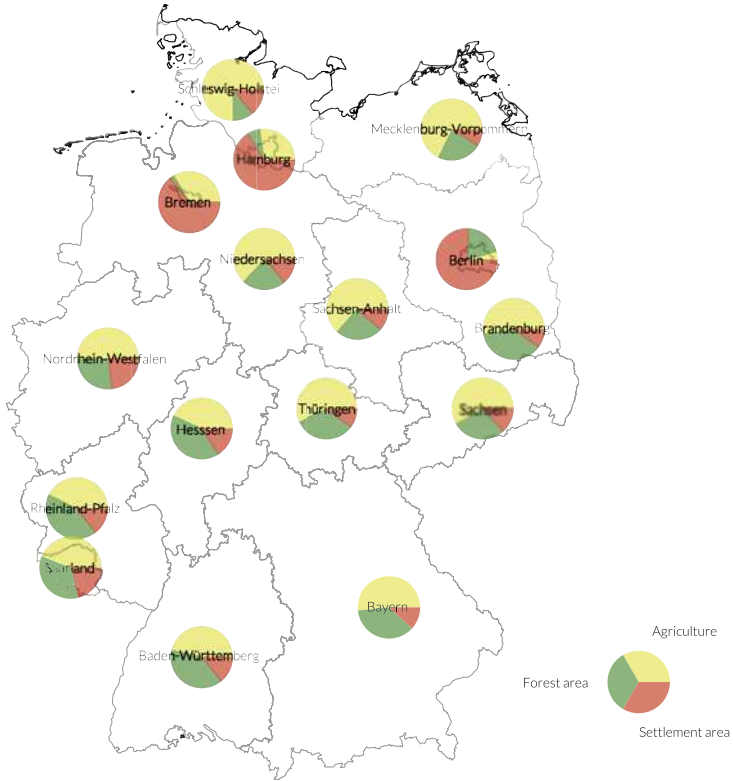 Schleswig-Holstei
Mecklenburg-Vorpommern
Hamburg
Bremen
Niedersachsen
Berlin
Sachsen-Anhalt
Brandenburg
Nordrhein-Westfalen
Thüringen
Sachsen
Hesssen
Rheinland-Pfalz
Saarland
Bayern
Baden-Württemberg
Agriculture
Forest area
Settlement area